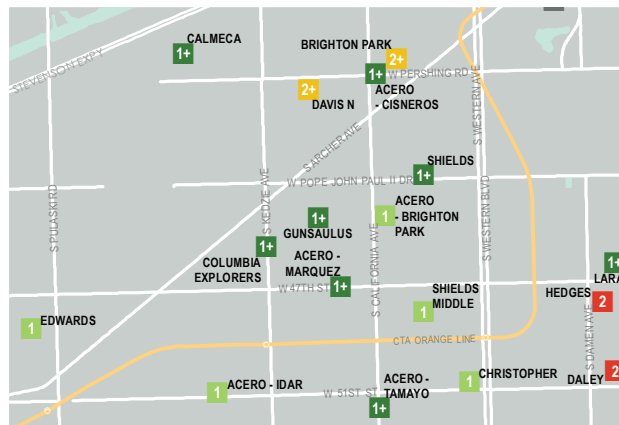 CALMECA
1+
BRIGHTON PARK
2+
STEVENSON EXPY
W PERSHING RD
1+
2+
DAVIS N
ACERO
- CISNEROS
S ARCHER AVE
S WESTERN AVE
SHIELDS
1+
W POPE JOHN PAUL II DR
S PULASKI RD
S KEDZIE AVE
1+
GUNSAULUS
1
ACERO
- BRIGHTON
PARK
S WESTERN BLVD
1+
COLUMBIA
EXPLORERS
ACERO -
MARQUEZ
1+
S CALIFORNIA AVE
1+
LARA
W 47TH ST
SHIELDS
MIDDLE
1
HEDGES
2
EDWARDS
1
CTA ORANGE LINE
S DAMEN AVE
ACERO - IDAR
1
W 51ST ST
ACERO -
TAMAYO
1+
CHRISTOPHER
1
DALEY
2